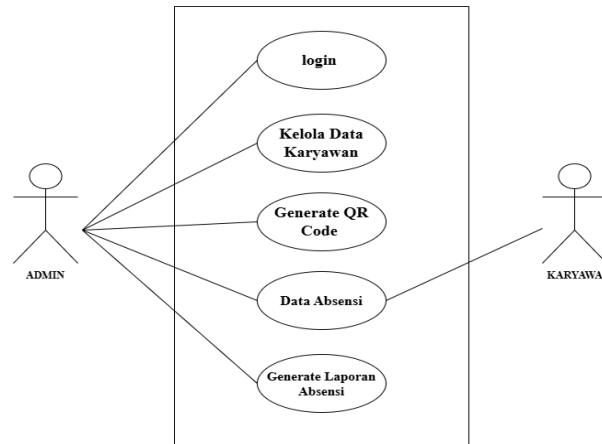 login
Kelola Data
Karyawan
Generate QR
Code
ADMIN
Data Absensi
KARYAWA
Generate Laporan
Absensi